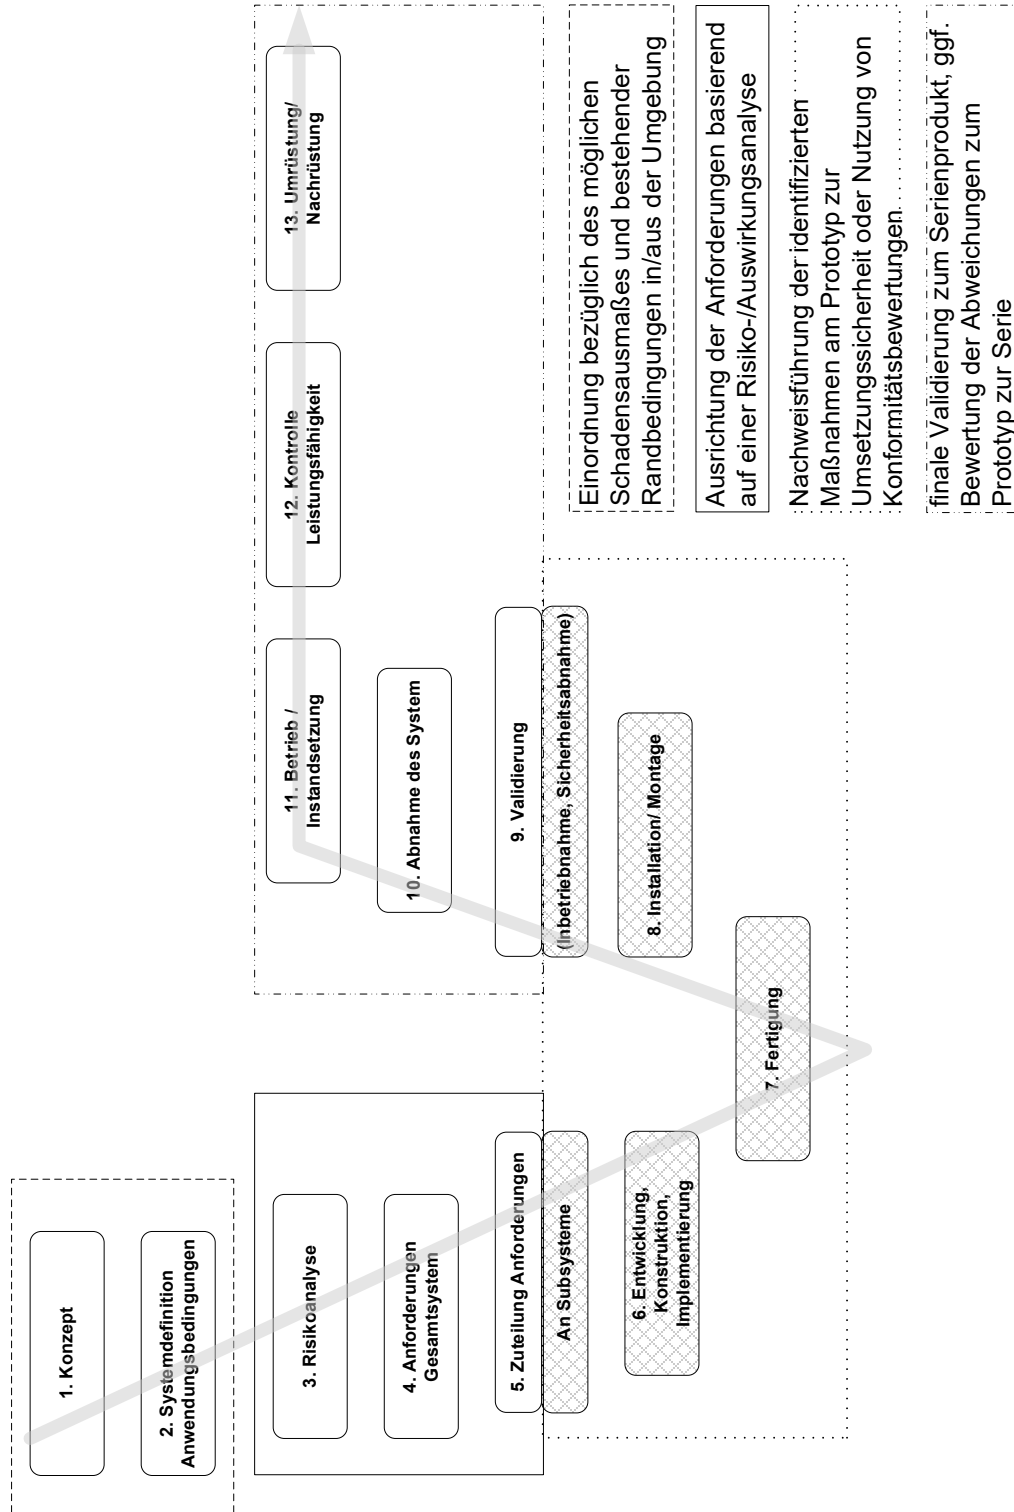 1. Konzept
2. Systemdefinition
Anwendungsbedingungen
3. Risikoanalyse
4. Anforderungen
Gesamtsystem
5. Zuteilung Anforderungen
An Subsysteme
6. Entwicklung,
Konstruktion,
Implementierung
7. Fertigung
8. Installation/ Montage
9. Validierung
(Inbetriebnahme, Sicherheitsabnahme)
10. Abnahme des System
11. Betrieb /
Instandsetzung
12. Kontrolle
Leistungsfähigkeit
13. Umrüstung/
Nachrüstung
Einordnung bezüglich des möglichen
Schadensausmaßes und bestehender
Randbedingungen in/aus der Umgebung
Ausrichtung der Anforderungen basierend
auf einer Risiko-/Auswirkungsanalyse
Nachweisführung der identifizierten
Maßnahmen am Prototyp zur
Umsetzungssicherheit oder Nutzung von
Konformitätsbewertungen
finale Validierung zum Serienprodukt, ggf.
Bewertung der Abweichungen zum
Prototyp zur Serie